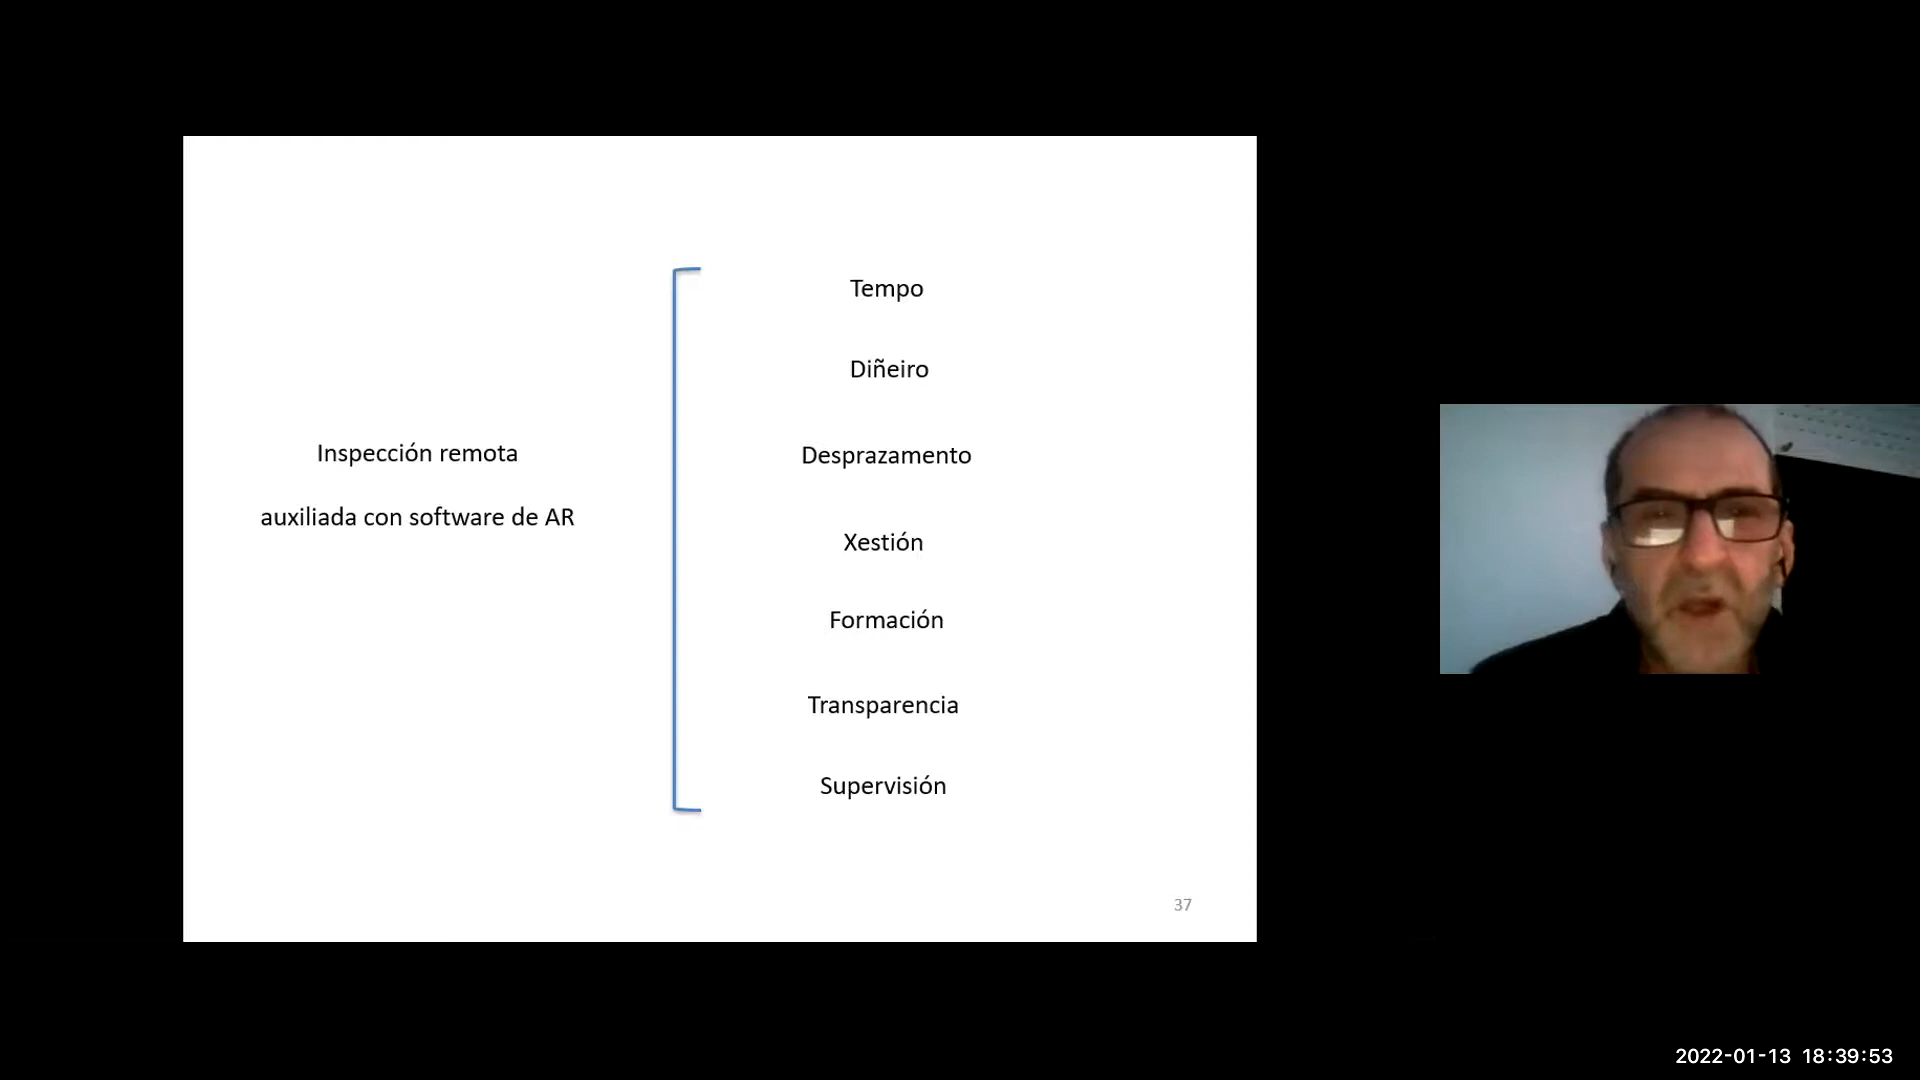 Inspección remota
auxiliada con software de AR
Tempo
Diñeiro
Desprazamento
Xestión
Formación
Transparencia
Supervisión
37
2022-01-13 18:39:53